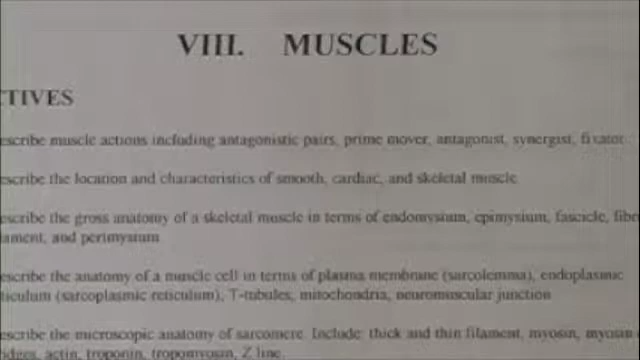 VIII. MUSCLES
CTIVES
escribe muscle actions including antagonistic pairs, prime mover, antagonist, synergist, fixator
escribe the location and characteristics of smooth, cardiac, and skeletal muscle
escribe the gross anatomy of a skeletal muscle in terms of endomysium, epimysium, fascicle, fibre
lament, and perimysium
escribe the anatomy of a muscle cell in terms of plasma membrane (sarcolemma), endoplasmic
ticulum (sarcoplasmic reticulum), T-tubules, mitochondria, neuromuscular junction
escribe the microscopic anatomy of sarcomere. Include: thick and thin filament, myosin, myosin
idges, actin, troponin, tropomyosin, Z line,